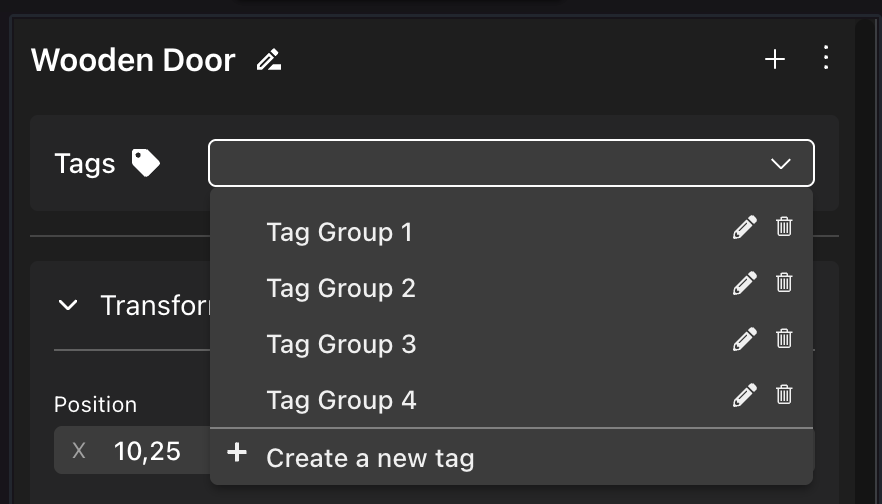 Wooden Door
Tags
Tag Group 1
Tag Group 2
Transfor
Tag Group 3
Tag Group 4
Position
X 10,25
Create a new tag